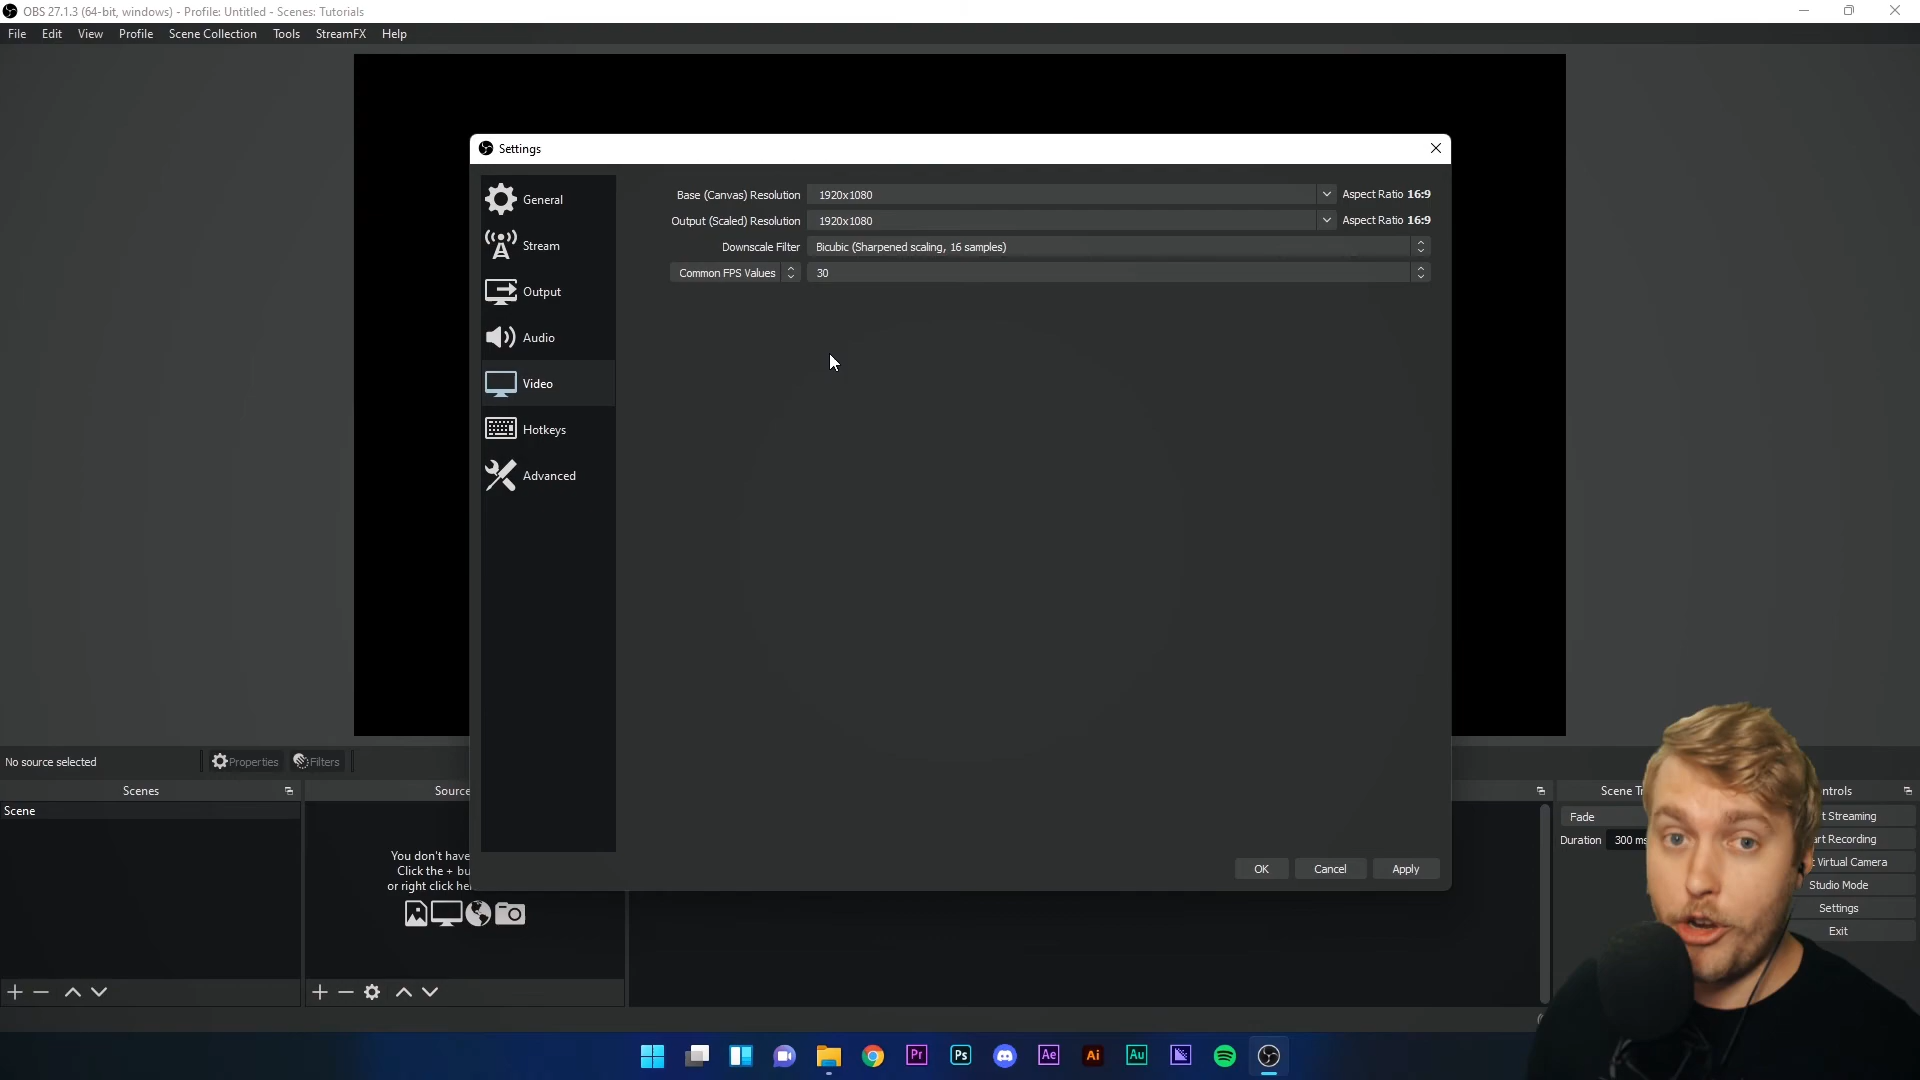 OBS 27.1.3 (64-bit, windows) - Profile: Untitled - Scenes: Tutorials
File Edit View Profile Scene Collection Tools StreamFX Help
Settings
General
Stream
Output
Audio
Video
Hotkeys
Advanced
Base (Canvas) Resolution 1920x1080 Aspect Ratio 16:9
Output (Scaled) Resolution 1920x1080 Aspect Ratio 16:9
Downscale Filter Bicubic (Sharpened scaling, 16 samples)
Common FPS Values 30
OK Cancel Apply
No source selected Properties Filters
Scenes
Scene
Sourc
You don't have
Click the + bu
or right click he
Scene T
Fade
Duration 300 ms
ntrols
t Streaming
art Recording
t Virtual Camera
Studio Mode
Settings
Exit
Pr Ps Ae Ai Au